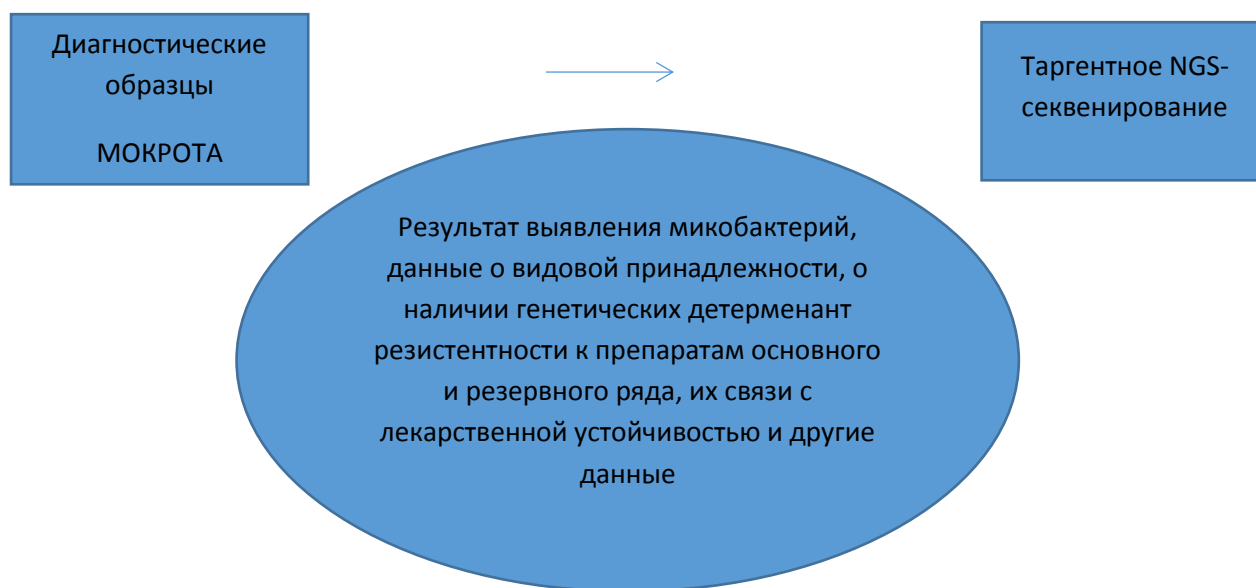 Диагностические
образцы
МОКРОТА
Таргентное NGS-
секвенирование
Результат выявления микобактерий,
данные о видовой принадлежности, о
наличии генетических детерменант
резистентности к препаратам основного
и резервного ряда, их связи с
лекарственной устойчивостью и другие
данные